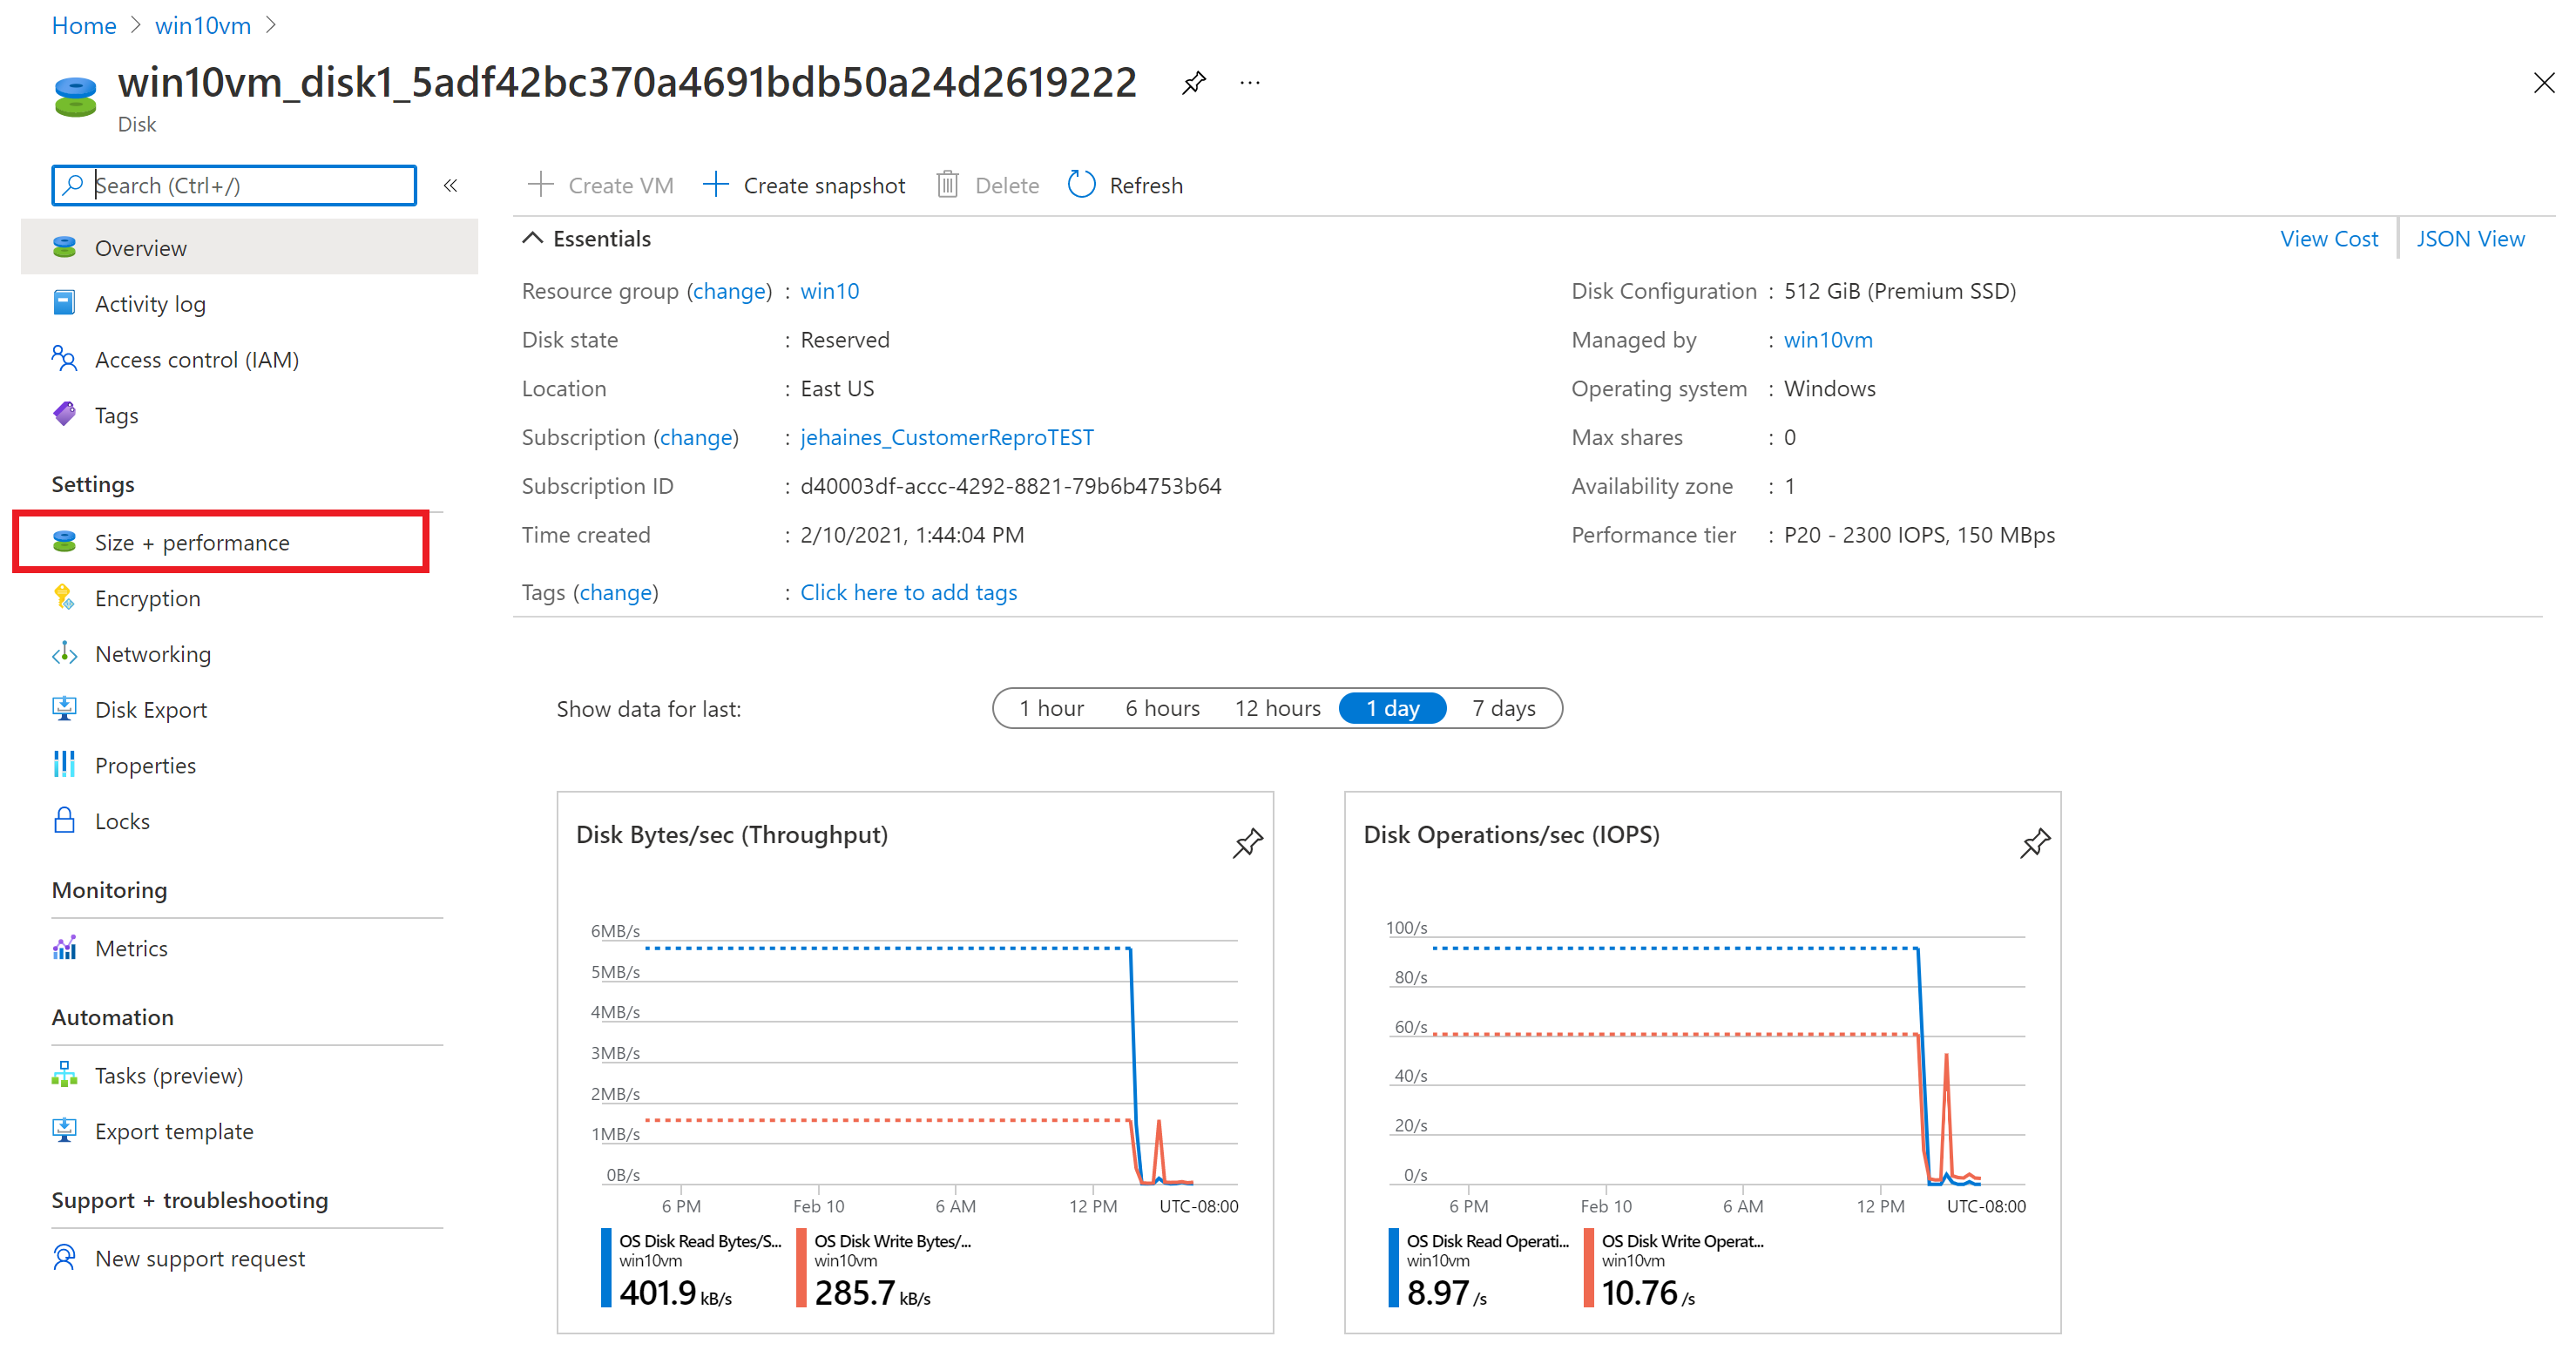 Home > win10vm >
win10vm_disk1_5adf42bc370a4691bdb50a24d2619222
Disk
Search (Ctrl+/)
Create VM
Create snapshot
Delete
Refresh
Overview
Activity log
Access control (IAM)
Tags
Settings
Size + performance
Encryption
Networking
Disk Export
Properties
Locks
Monitoring
Metrics
Automation
Tasks (preview)
Export template
Support + troubleshooting
New support request
Essentials
View Cost
JSON View
Resource group (change) : win10
Disk state : Reserved
Location : East US
Subscription (change) : jehaines_CustomerReproTEST
Subscription ID : d40003df-accc-4292-8821-79b6b4753b64
Time created : 2/10/2021, 1:44:04 PM
Tags (change) : Click here to add tags
Disk Configuration : 512 GiB (Premium SSD)
Managed by : win10vm
Operating system : Windows
Max shares : 0
Availability zone : 1
Performance tier : P20 - 2300 IOPS, 150 MBps
Show data for last:
1 hour
6 hours
12 hours
1 day
7 days
Disk Bytes/sec (Throughput)
6MB/s
5MB/s
4MB/s
3MB/s
2MB/s
1MB/s
0B/s
6 PM
Feb 10
6 AM
12 PM
UTC-08:00
OS Disk Read Bytes/S...
win10vm
401.9 kB/s
OS Disk Write Bytes/...
win10vm
285.7 kB/s
Disk Operations/sec (IOPS)
100/s
80/s
60/s
40/s
20/s
0/s
6 PM
Feb 10
6 AM
12 PM
UTC-08:00
OS Disk Read Operati...
win10vm
8.97 /s
OS Disk Write Operat...
win10vm
10.76 /s